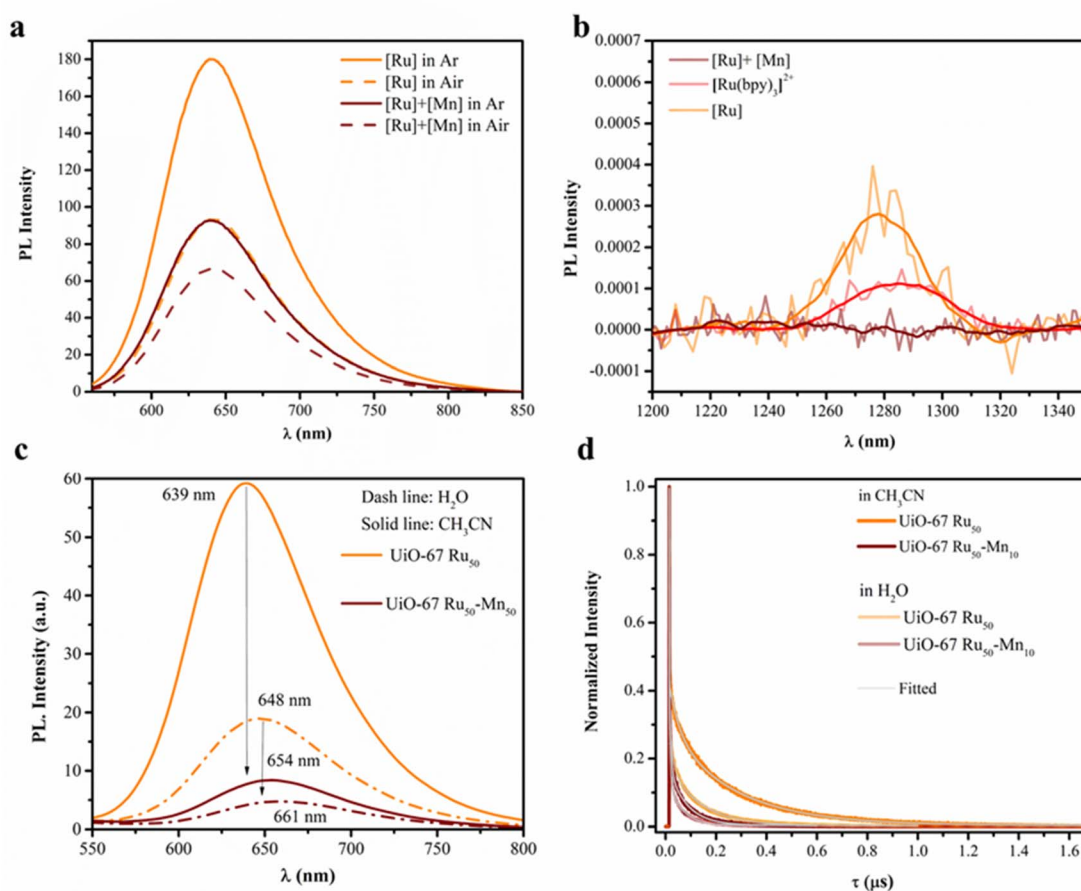 a
PL Intensity
180
160
140
120
100
80
60
40
20
0
600
650
700
750
800
850
λ (nm)
[Ru] in Ar
[Ru] in Air
[Ru]+[Mn] in Ar
[Ru]+[Mn] in Air
b
PL Intensity
0.0007
0.0006
0.0005
0.0004
0.0003
0.0002
0.0001
0.0000
-0.0001
1200
1220
1240
1260
1280
1300
1320
1340
λ (nm)
[Ru]+ [Mn]
[Ru(bpy)₃]²⁺
[Ru]
c
PL. Intensity (a.u.)
60
50
40
30
20
10
0
550
600
650
700
750
800
λ (nm)
639 nm
648 nm
654 nm
661 nm
Dash line: H₂O
Solid line: CH₃CN
UiO-67 Ru₅₀
UiO-67 Ru₅₀-Mn₅₀
d
Normalized Intensity
1.0
0.8
0.6
0.4
0.2
0.0
0.0
0.2
0.4
0.6
0.8
1.0
1.2
1.4
1.6
τ (μs)
in CH₃CN
UiO-67 Ru₅₀
UiO-67 Ru₅₀-Mn₁₀
in H₂O
UiO-67 Ru₅₀
UiO-67 Ru₅₀-Mn₁₀
Fitted